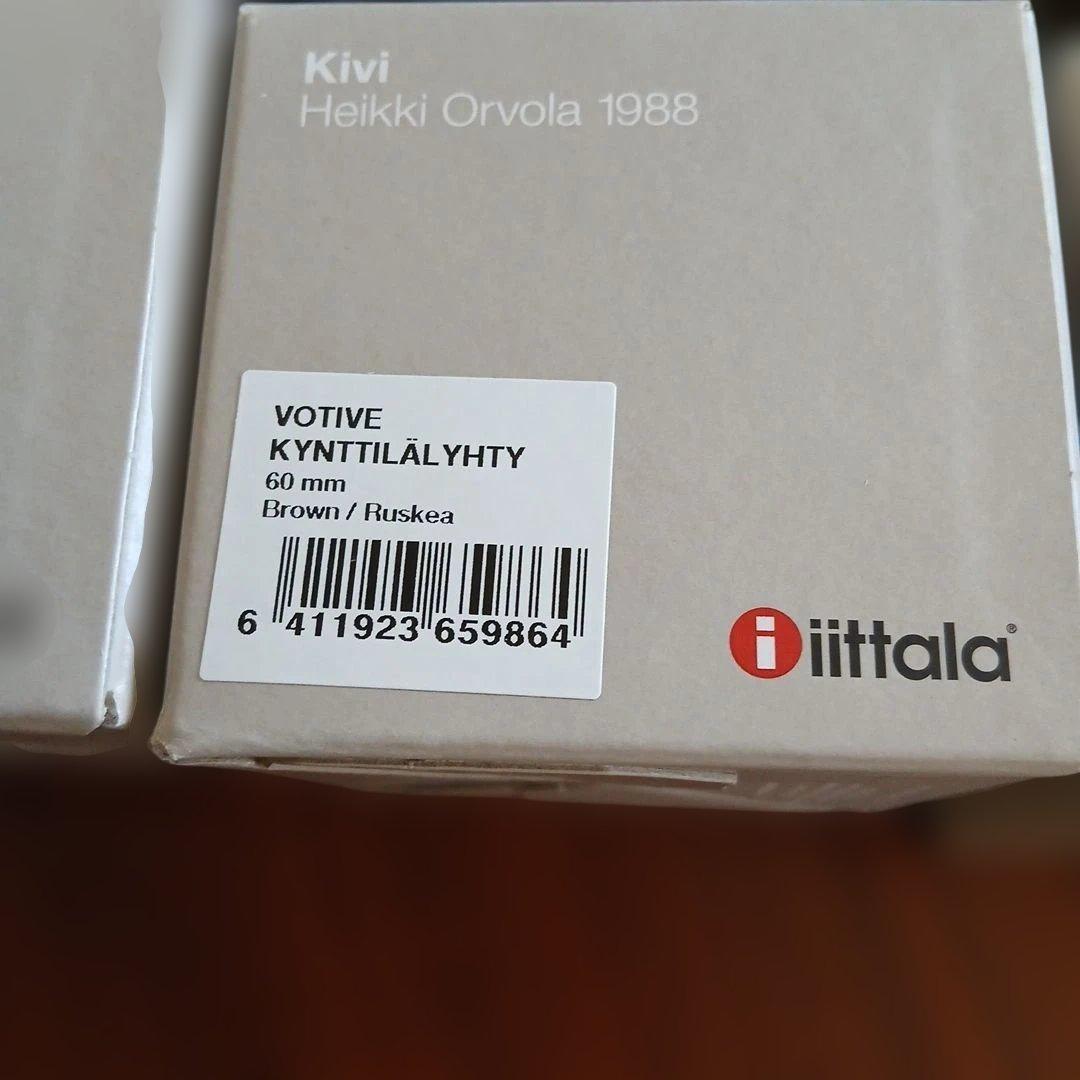 Kivi
Heikki Orvola 1988
VOTIVE
KYNTTILÄLYHTY
60 mm
Brown / Ruskea
6 411923 659864
i iittala®